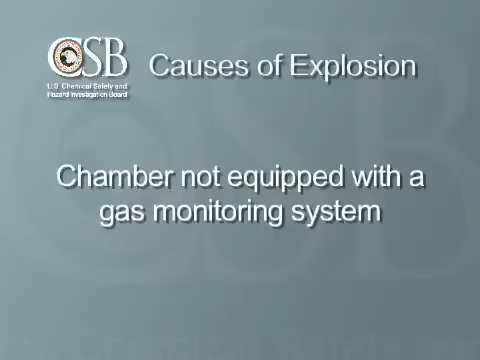 CSB
U.S. Chemical Safety and
Hazard Investigation Board
Causes of Explosion
Chamber not equipped with a
gas monitoring system